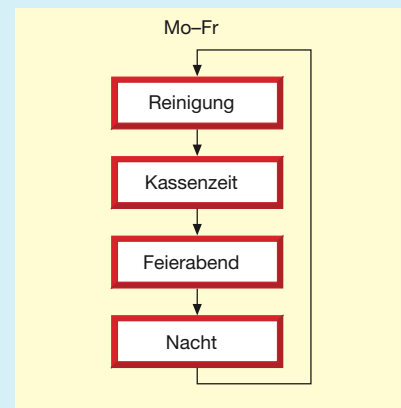 Mo–Fr
Reinigung
Kassenzeit
Feierabend
Nacht